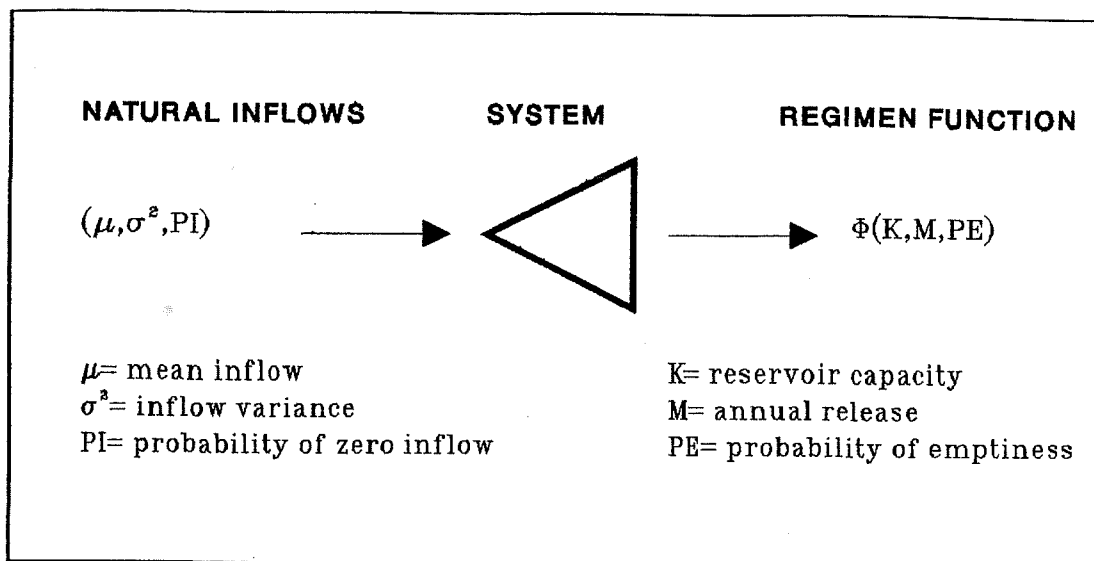 NATURAL INFLOWS SYSTEM REGIMEN FUNCTION
(μ,σ²,PI) Φ(K,M,PE)
μ= mean inflow
σ²= inflow variance
PI= probability of zero inflow
K= reservoir capacity
M= annual release
PE= probability of emptiness